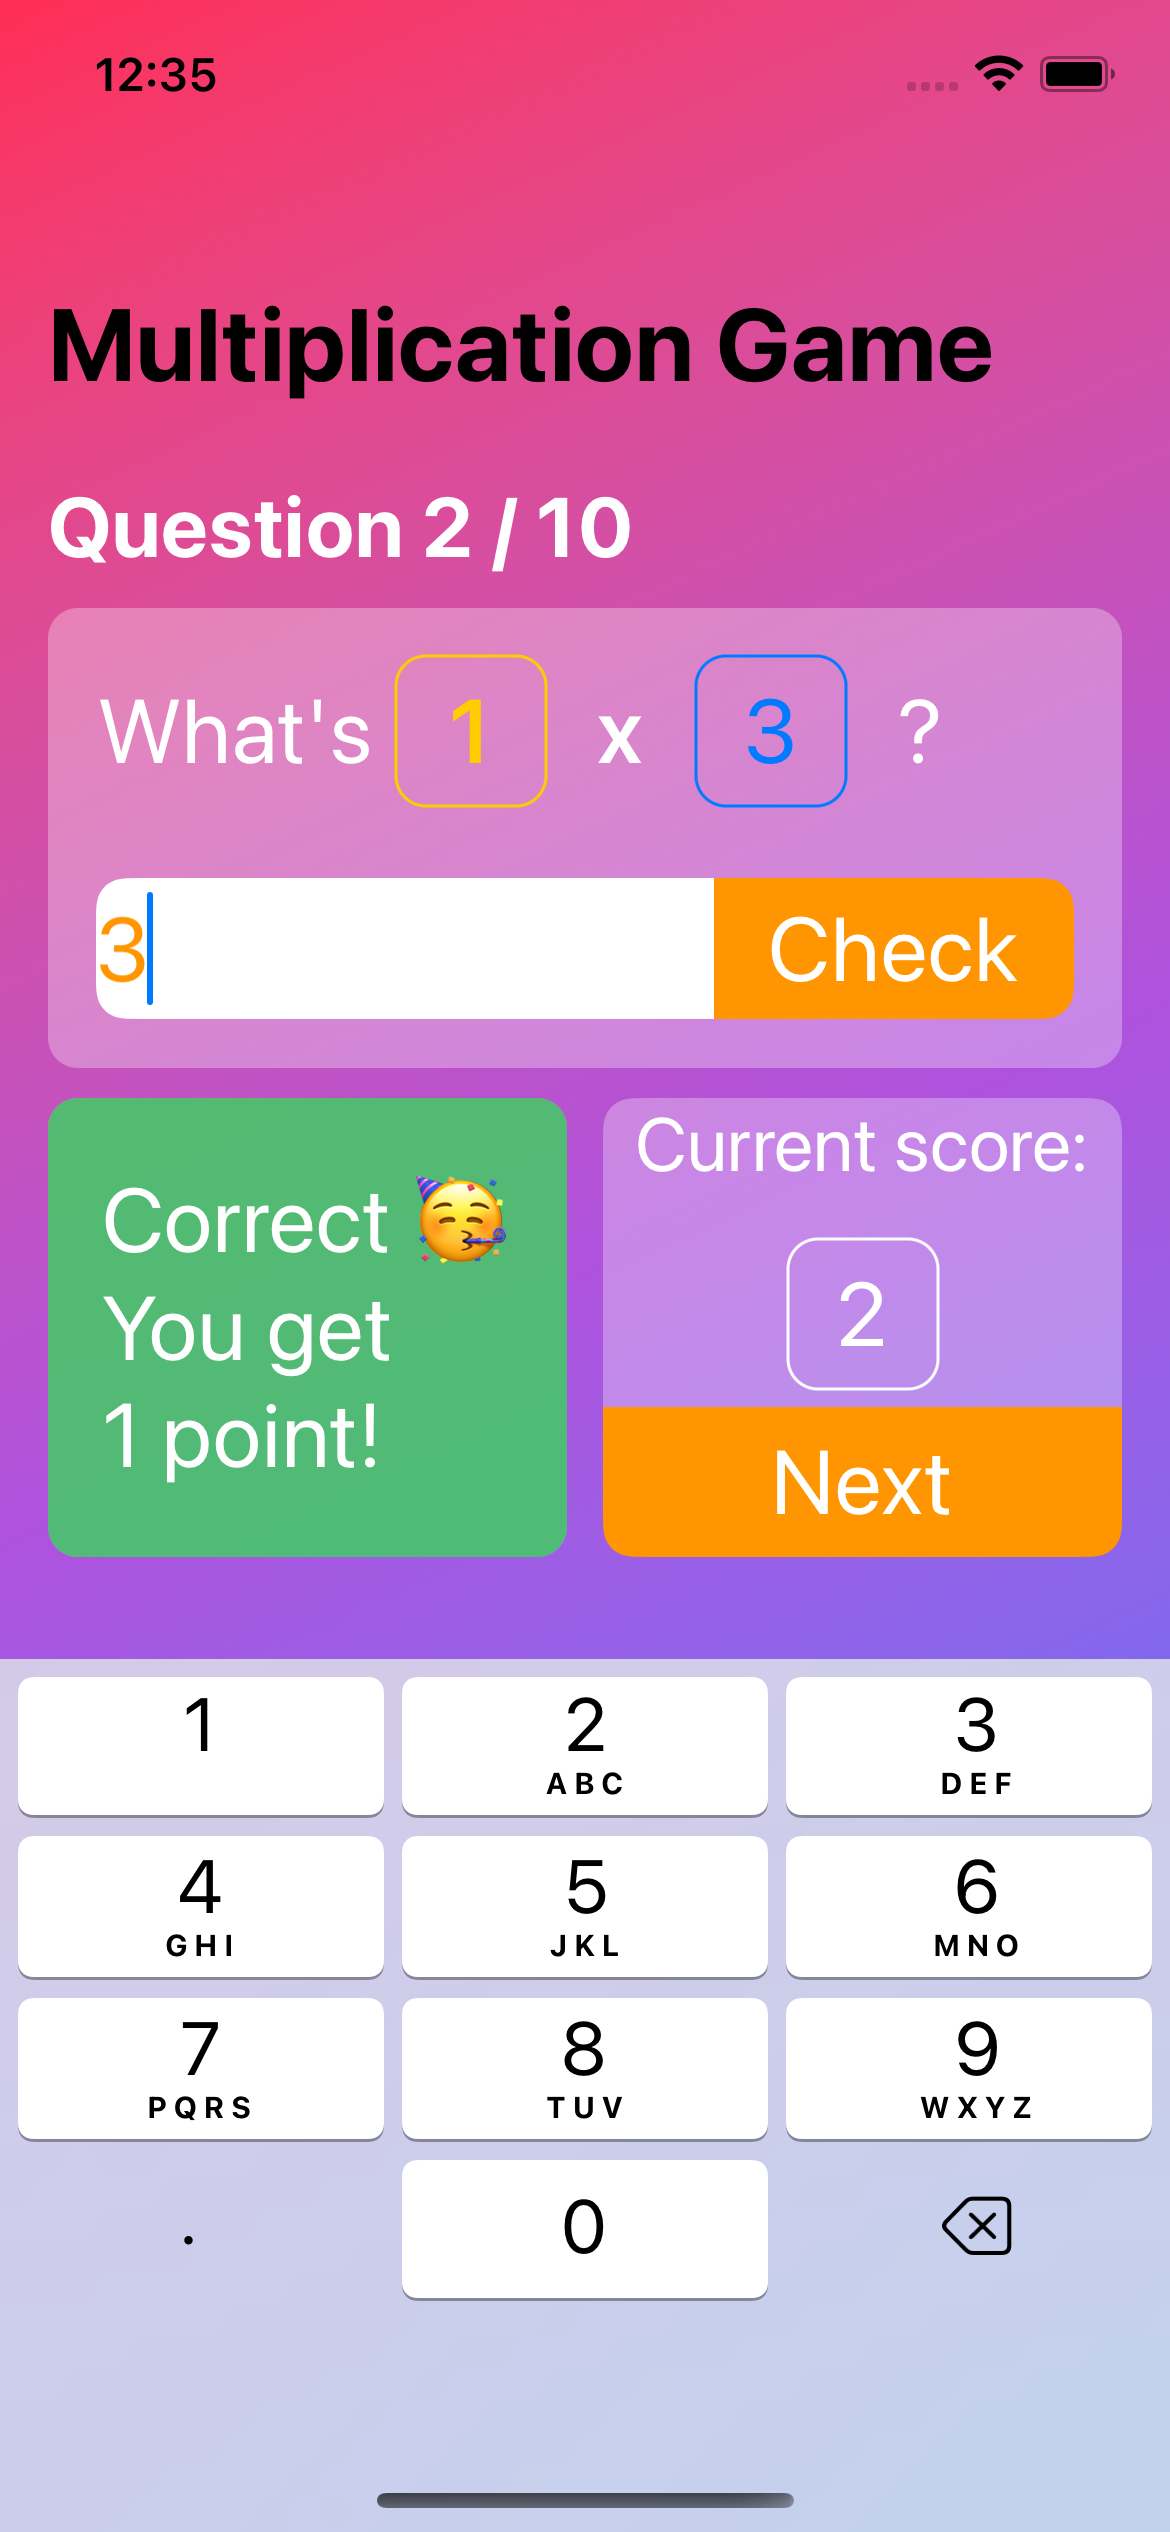 12:35
Multiplication Game
Question 2 / 10
What's 1 x 3 ?
3 Check
Correct 🥳
You get
1 point!
Current score:
2
Next
1 2 3
ABC DEF
4 5 6
GHI JKL MNO
7 8 9
PQRS TUV WXYZ
. 0